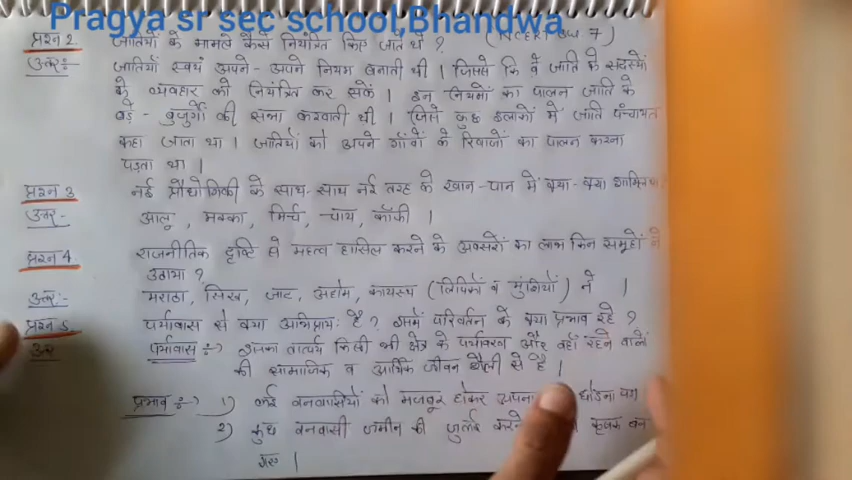 Pragya sr sec school,Bhandwa
प्रश्न 2. जातियों के मामले कैसे नियंत्रित किए जाते थे ? (NCERT 7)
उत्तर:- जातियाँ स्वयं अपने-अपने नियम बनाती थी । जिससे कि वे जाति के सदस्यों
के व्यवहार को नियंत्रित कर सकें । इन नियमों का पालन जाति के
बड़े-बुजुर्गों की सभा करवाती थी । जिसे कुछ इलाकों में जाति पंचायत
कहा जाता था । जातियों को अपने गाँवों के रिवाजों का पालन करना
पड़ता था ।
प्रश्न 3 नई प्रौद्योगिकी के साथ-साथ नई तरह के खान-पान में क्या-क्या शामिल
उत्तर- आलू, मक्का, मिर्च, चाय, कॉफी ।
प्रश्न 4. राजनीतिक दृष्टि से महत्व हासिल करने के अवसरों का लाभ किन समूहों ने
उठाया ?
उत्तर:- मराठा, सिख, जाट, अहोम, कायस्थ (लिपिकों व मुंशियों) ने ।
प्रश्न 5. पर्यावास से क्या अभिप्राय है ? इसमें परिवर्तन के क्या प्रभाव रहे ?
उत्तर पर्यावास :- इसका तात्पर्य किसी भी क्षेत्र के पर्यावरण और वहाँ रहने वालों
की सामाजिक व आर्थिक जीवन शैली से है ।
प्रभाव :- 1) कई वनवासियों को मजबूर होकर अपना छोड़ना पड़ा
2) कुछ वनवासी जमीन की जुताई करने कृषक बन
गए ।